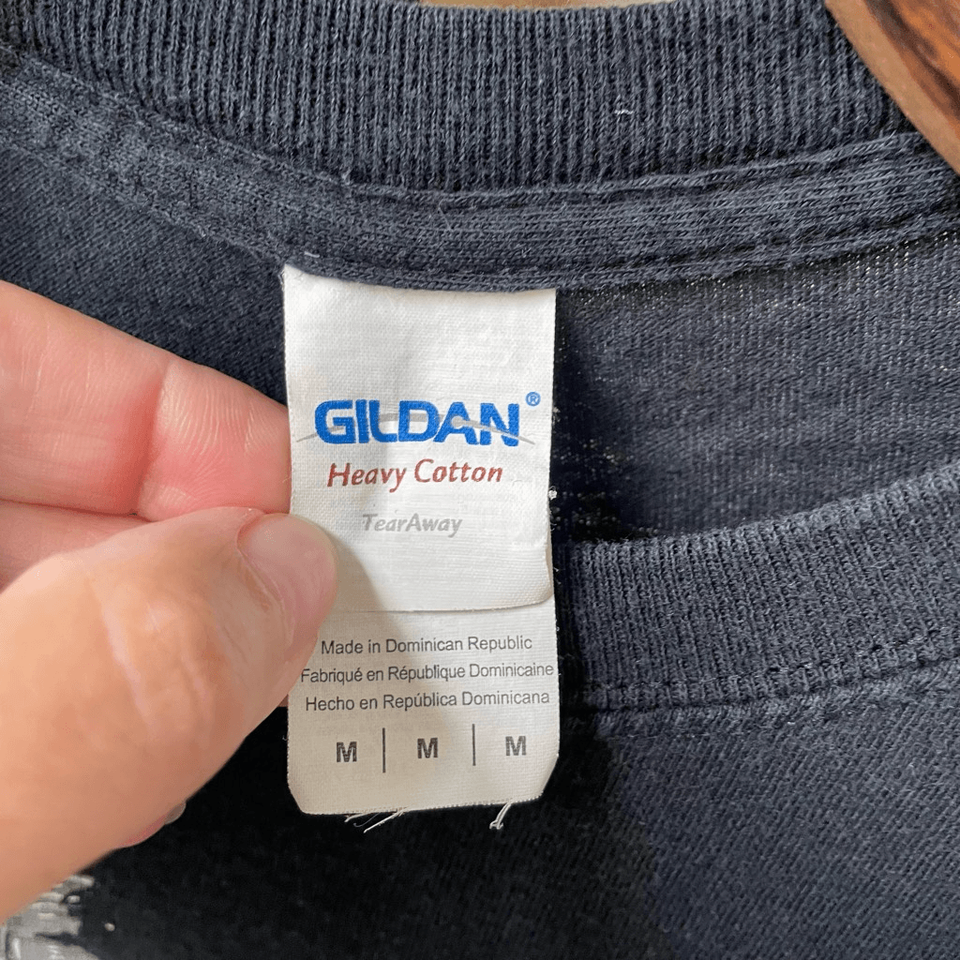 GILDAN®
Heavy Cotton
TearAway
Made in Dominican Republic
Fabriqué en République Dominicaine
Hecho en República Dominicana
M | M | M